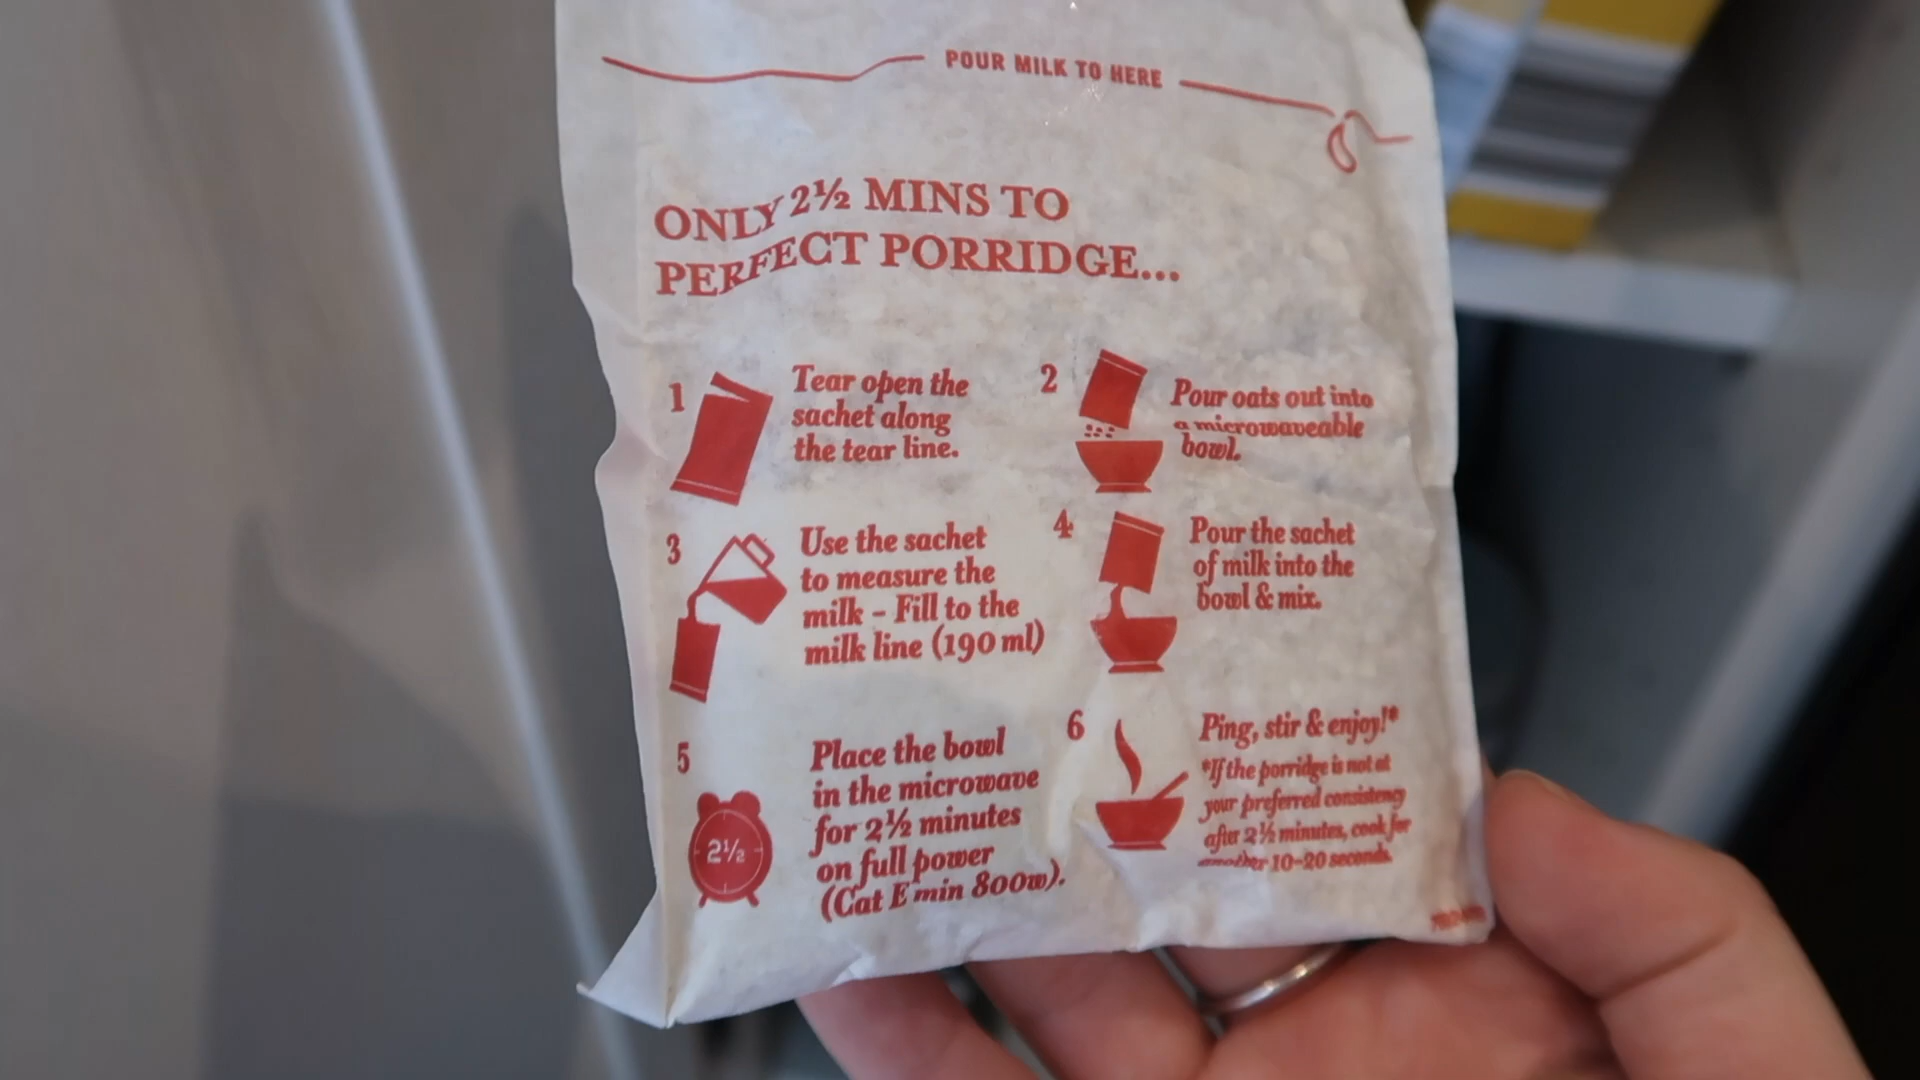 POUR MILK TO HERE
ONLY 2½ MINS TO
PERFECT PORRIDGE...
1
Tear open the
sachet along
the tear line.
2
Pour oats out into
a microwaveable
bowl.
3
Use the sachet
to measure the
milk – Fill to the
milk line (190 ml)
4
Pour the sachet
of milk into the
bowl & mix.
5
2½
Place the bowl
in the microwave
for 2½ minutes
on full power
(Cat E min 800w).
6
Ping, stir & enjoy!*
*If the porridge is not at
your preferred consistency
after 2½ minutes, cook for
another 10-20 seconds.